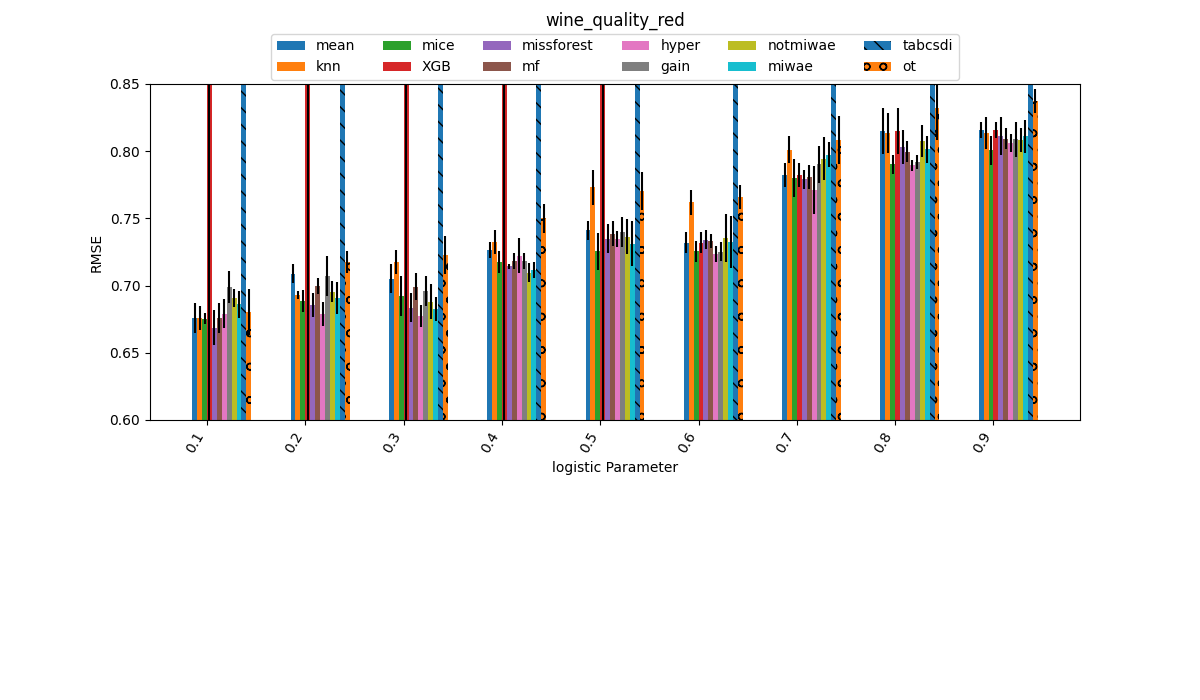 wine_quality_red
mean mice missforest hyper notmiwae tabcsdi
knn XGB mf gain miwae ot
0.85
0.80
0.75
0.70
0.65
0.60
RMSE
0.1 0.2 0.3 0.4 0.5 0.6 0.7 0.8 0.9
logistic Parameter